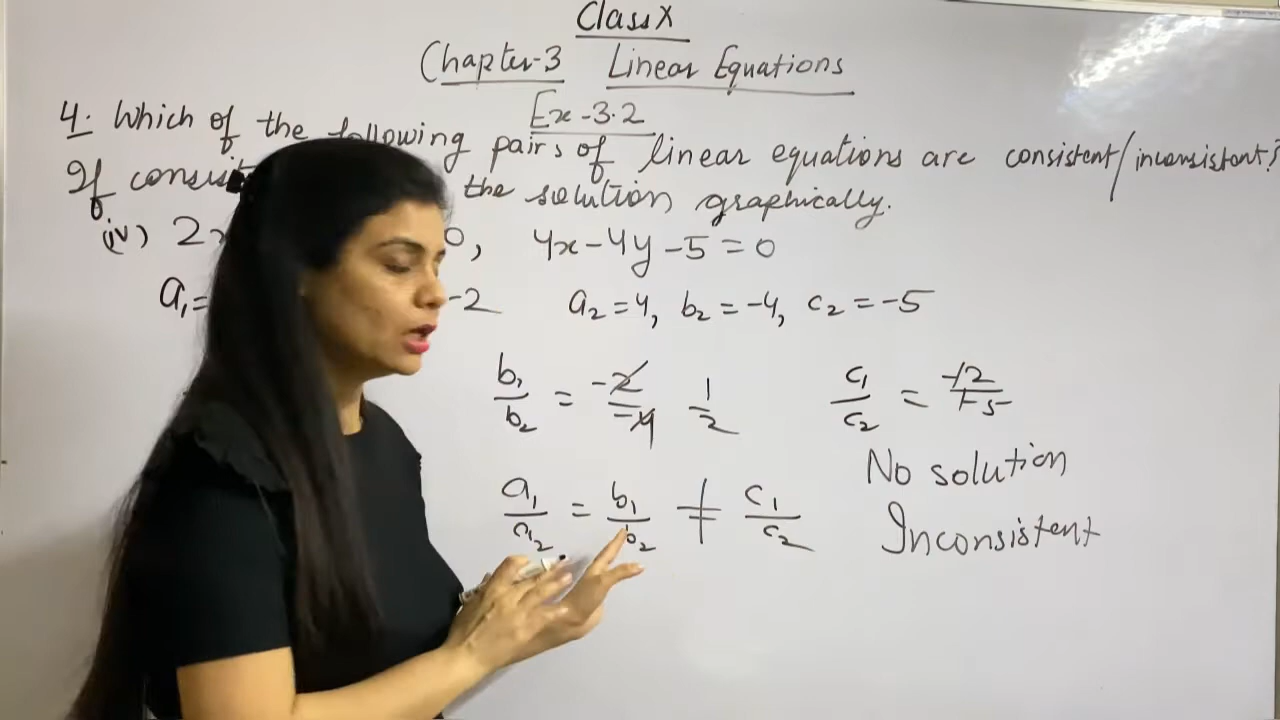 Class X
Chapter-3 Linear Equations
Ex-3.2
4. Which of the following pairs of linear equations are consistent/inconsistent?
If the solution graphically.
(iv) 2x 0, 4x-4y-5=0
a₁= -2 a₂=4, b₂=-4, c₂=-5
b₁/b₂ = -2/-4 1/2 c₁/c₂ = -2/-5
No solution
a₁/a₂ = b₁/b₂ ≠ c₁/c₂
Inconsistent